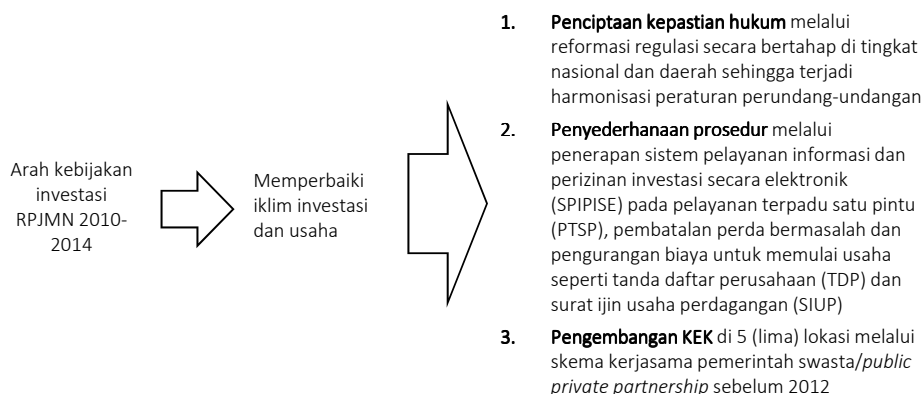 Arah kebijakan
investasi
RPJMN 2010-
2014
Memperbaiki
iklim investasi
dan usaha
1. Penciptaan kepastian hukum melalui
reformasi regulasi secara bertahap di tingkat
nasional dan daerah sehingga terjadi
harmonisasi peraturan perundang-undangan
2. Penyederhanaan prosedur melalui
penerapan sistem pelayanan informasi dan
perizinan investasi secara elektronik
(SPIPISE) pada pelayanan terpadu satu pintu
(PTSP), pembatalan perda bermasalah dan
pengurangan biaya untuk memulai usaha
seperti tanda daftar perusahaan (TDP) dan
surat ijin usaha perdagangan (SIUP)
3. Pengembangan KEK di 5 (lima) lokasi melalui
skema kerjasama pemerintah swasta/public
private partnership sebelum 2012